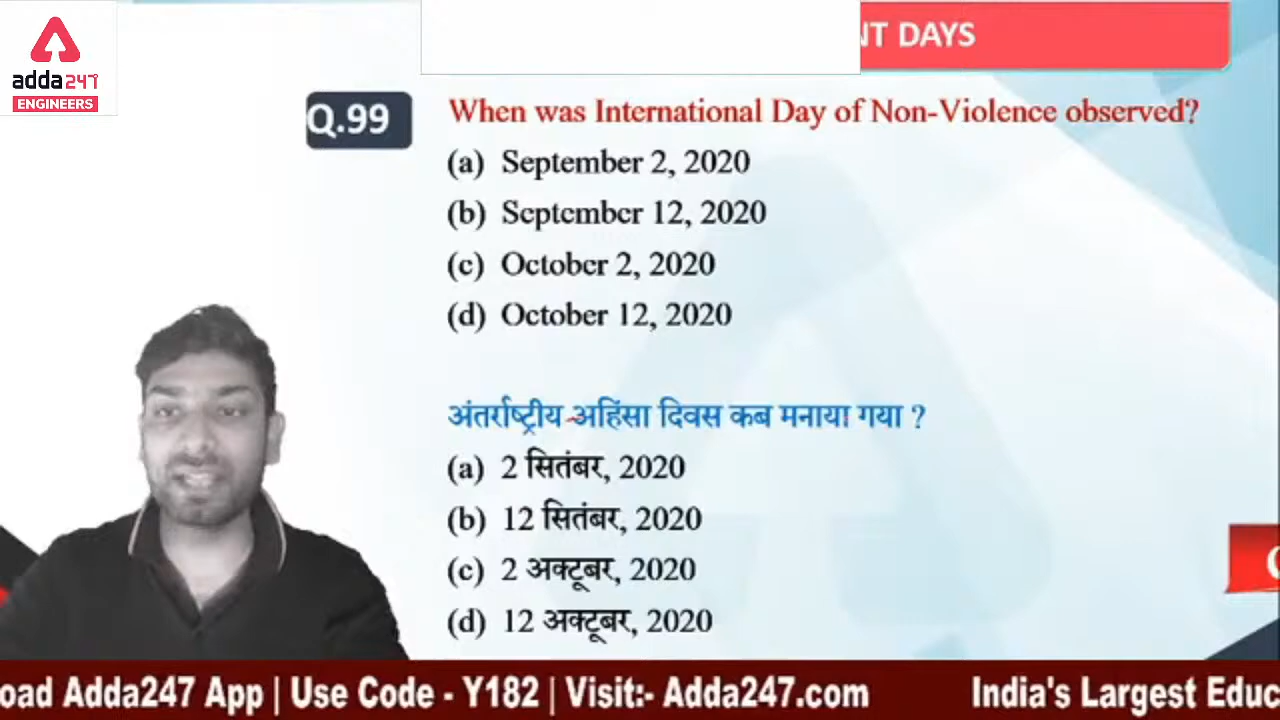 NT DAYS
adda247
ENGINEERS
Q.99
When was International Day of Non-Violence observed?
(a) September 2, 2020
(b) September 12, 2020
(c) October 2, 2020
(d) October 12, 2020
अंतर्राष्ट्रीय अहिंसा दिवस कब मनाया गया ?
(a) 2 सितंबर, 2020
(b) 12 सितंबर, 2020
(c) 2 अक्टूबर, 2020
(d) 12 अक्टूबर, 2020
oad Adda247 App | Use Code - Y182 | Visit:- Adda247.com India's Largest Educ